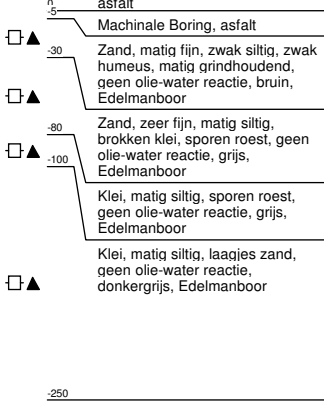 asfalt
-5
Machinale Boring, asfalt
-30
Zand, matig fijn, zwak siltig, zwak
humeus, matig grindhoudend,
geen olie-water reactie, bruin,
Edelmanboor
-80
Zand, zeer fijn, matig siltig,
brokken klei, sporen roest, geen
olie-water reactie, grijs,
Edelmanboor
-100
Klei, matig siltig, sporen roest,
geen olie-water reactie, grijs,
Edelmanboor
Klei, matig siltig, laagjes zand,
geen olie-water reactie,
donkergrijs, Edelmanboor
-250